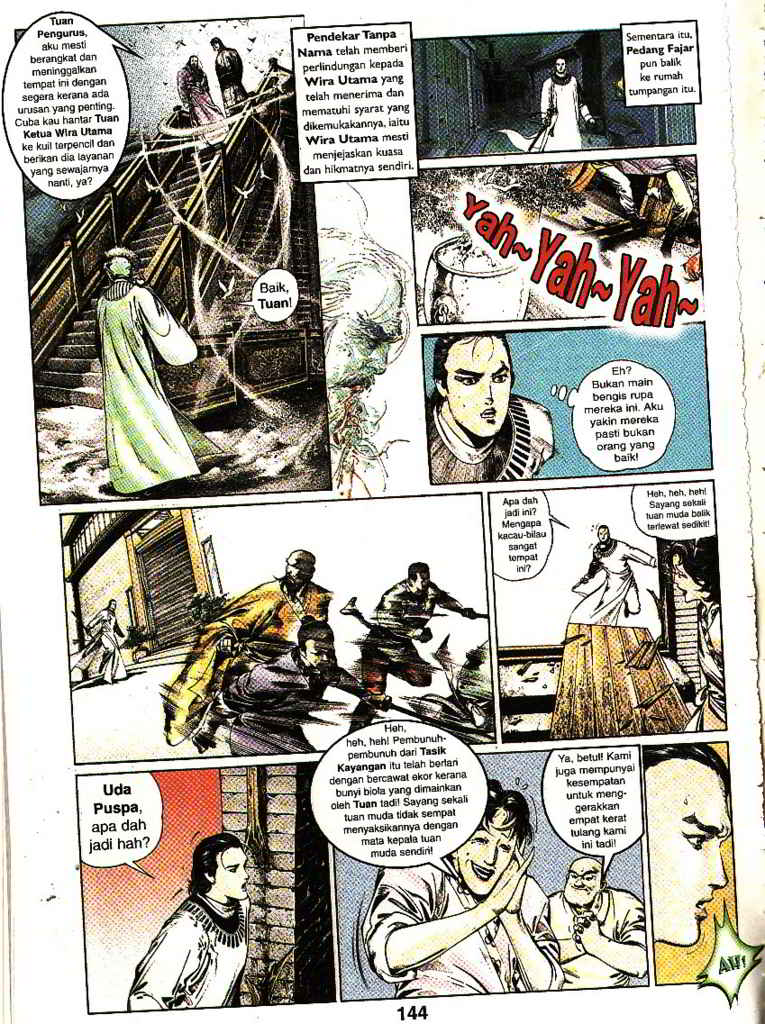 Tuan
Pengurus,
aku mesti
berangkat dan
meninggalkan
tempat ini dengan
segera kerana ada
urusan yang penting.
Cuba kau hantar Tuan
Ketua Wira Utama
ke kuil terpencil dan
berikan dia layanan
yang sewajarnya
nanti, ya?
Baik,
Tuan!
Pendekar Tanpa
Nama telah memberi
perlindungan kepada
Wira Utama yang
telah menerima dan
mematuhi syarat yang
dikemukakannya, iaitu
Wira Utama mesti
menjejaskan kuasa
dan hikmatnya sendiri.
Sementara itu,
Pedang Fajar
pun balik
ke rumah
tumpangan itu.
Yah~Yah~Yah~
Eh?
Bukan main
bengis rupa
mereka ini. Aku
yakin mereka
pasti bukan
orang yang
baik!
Apa dah
jadi ini?
Mengapa
kacau-bilau
sangat
tempat
ini?
Heh, heh, heh!
Sayang sekali
tuan muda balik
terlewat sedikit!
Uda
Puspa,
apa dah
jadi hah?
Heh,
heh, heh! Pembunuh-
pembunuh dari Tasik
Kayangan itu telah berlari
dengan bercawat ekor kerana
bunyi biola yang dimainkan
oleh Tuan tadi! Sayang sekali
tuan muda tidak sempat
menyaksikannya dengan
mata kepala tuan
muda sendiri!
Ya, betul! Kami
juga mempunyai
kesempatan
untuk meng-
gerakkan
empat kerat
tulang kami
ini tadi!
AH!
144